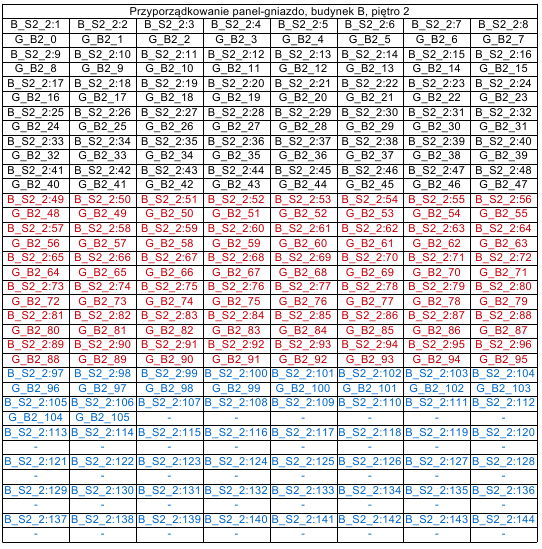 Przyporządkowanie panel-gniazdo, budynek B, piętro 2
B_S2_2:1 B_S2_2:2 B_S2_2:3 B_S2_2:4 B_S2_2:5 B_S2_2:6 B_S2_2:7 B_S2_2:8
G_B2_0 G_B2_1 G_B2_2 G_B2_3 G_B2_4 G_B2_5 G_B2_6 G_B2_7
B_S2_2:9 B_S2_2:10 B_S2_2:11 B_S2_2:12 B_S2_2:13 B_S2_2:14 B_S2_2:15 B_S2_2:16
G_B2_8 G_B2_9 G_B2_10 G_B2_11 G_B2_12 G_B2_13 G_B2_14 G_B2_15
B_S2_2:17 B_S2_2:18 B_S2_2:19 B_S2_2:20 B_S2_2:21 B_S2_2:22 B_S2_2:23 B_S2_2:24
G_B2_16 G_B2_17 G_B2_18 G_B2_19 G_B2_20 G_B2_21 G_B2_22 G_B2_23
B_S2_2:25 B_S2_2:26 B_S2_2:27 B_S2_2:28 B_S2_2:29 B_S2_2:30 B_S2_2:31 B_S2_2:32
G_B2_24 G_B2_25 G_B2_26 G_B2_27 G_B2_28 G_B2_29 G_B2_30 G_B2_31
B_S2_2:33 B_S2_2:34 B_S2_2:35 B_S2_2:36 B_S2_2:37 B_S2_2:38 B_S2_2:39 B_S2_2:40
G_B2_32 G_B2_33 G_B2_34 G_B2_35 G_B2_36 G_B2_37 G_B2_38 G_B2_39
B_S2_2:41 B_S2_2:42 B_S2_2:43 B_S2_2:44 B_S2_2:45 B_S2_2:46 B_S2_2:47 B_S2_2:48
G_B2_40 G_B2_41 G_B2_42 G_B2_43 G_B2_44 G_B2_45 G_B2_46 G_B2_47
B_S2_2:49 B_S2_2:50 B_S2_2:51 B_S2_2:52 B_S2_2:53 B_S2_2:54 B_S2_2:55 B_S2_2:56
G_B2_48 G_B2_49 G_B2_50 G_B2_51 G_B2_52 G_B2_53 G_B2_54 G_B2_55
B_S2_2:57 B_S2_2:58 B_S2_2:59 B_S2_2:60 B_S2_2:61 B_S2_2:62 B_S2_2:63 B_S2_2:64
G_B2_56 G_B2_57 G_B2_58 G_B2_59 G_B2_60 G_B2_61 G_B2_62 G_B2_63
B_S2_2:65 B_S2_2:66 B_S2_2:67 B_S2_2:68 B_S2_2:69 B_S2_2:70 B_S2_2:71 B_S2_2:72
G_B2_64 G_B2_65 G_B2_66 G_B2_67 G_B2_68 G_B2_69 G_B2_70 G_B2_71
B_S2_2:73 B_S2_2:74 B_S2_2:75 B_S2_2:76 B_S2_2:77 B_S2_2:78 B_S2_2:79 B_S2_2:80
G_B2_72 G_B2_73 G_B2_74 G_B2_75 G_B2_76 G_B2_77 G_B2_78 G_B2_79
B_S2_2:81 B_S2_2:82 B_S2_2:83 B_S2_2:84 B_S2_2:85 B_S2_2:86 B_S2_2:87 B_S2_2:88
G_B2_80 G_B2_81 G_B2_82 G_B2_83 G_B2_84 G_B2_85 G_B2_86 G_B2_87
B_S2_2:89 B_S2_2:90 B_S2_2:91 B_S2_2:92 B_S2_2:93 B_S2_2:94 B_S2_2:95 B_S2_2:96
G_B2_88 G_B2_89 G_B2_90 G_B2_91 G_B2_92 G_B2_93 G_B2_94 G_B2_95
B_S2_2:97 B_S2_2:98 B_S2_2:99 B_S2_2:100 B_S2_2:101 B_S2_2:102 B_S2_2:103 B_S2_2:104
G_B2_96 G_B2_97 G_B2_98 G_B2_99 G_B2_100 G_B2_101 G_B2_102 G_B2_103
B_S2_2:105 B_S2_2:106 B_S2_2:107 B_S2_2:108 B_S2_2:109 B_S2_2:110 B_S2_2:111 B_S2_2:112
G_B2_104 G_B2_105 - - - - - -
B_S2_2:113 B_S2_2:114 B_S2_2:115 B_S2_2:116 B_S2_2:117 B_S2_2:118 B_S2_2:119 B_S2_2:120
- - - - - - - -
B_S2_2:121 B_S2_2:122 B_S2_2:123 B_S2_2:124 B_S2_2:125 B_S2_2:126 B_S2_2:127 B_S2_2:128
- - - - - - - -
B_S2_2:129 B_S2_2:130 B_S2_2:131 B_S2_2:132 B_S2_2:133 B_S2_2:134 B_S2_2:135 B_S2_2:136
- - - - - - - -
B_S2_2:137 B_S2_2:138 B_S2_2:139 B_S2_2:140 B_S2_2:141 B_S2_2:142 B_S2_2:143 B_S2_2:144
- - - - - - - -